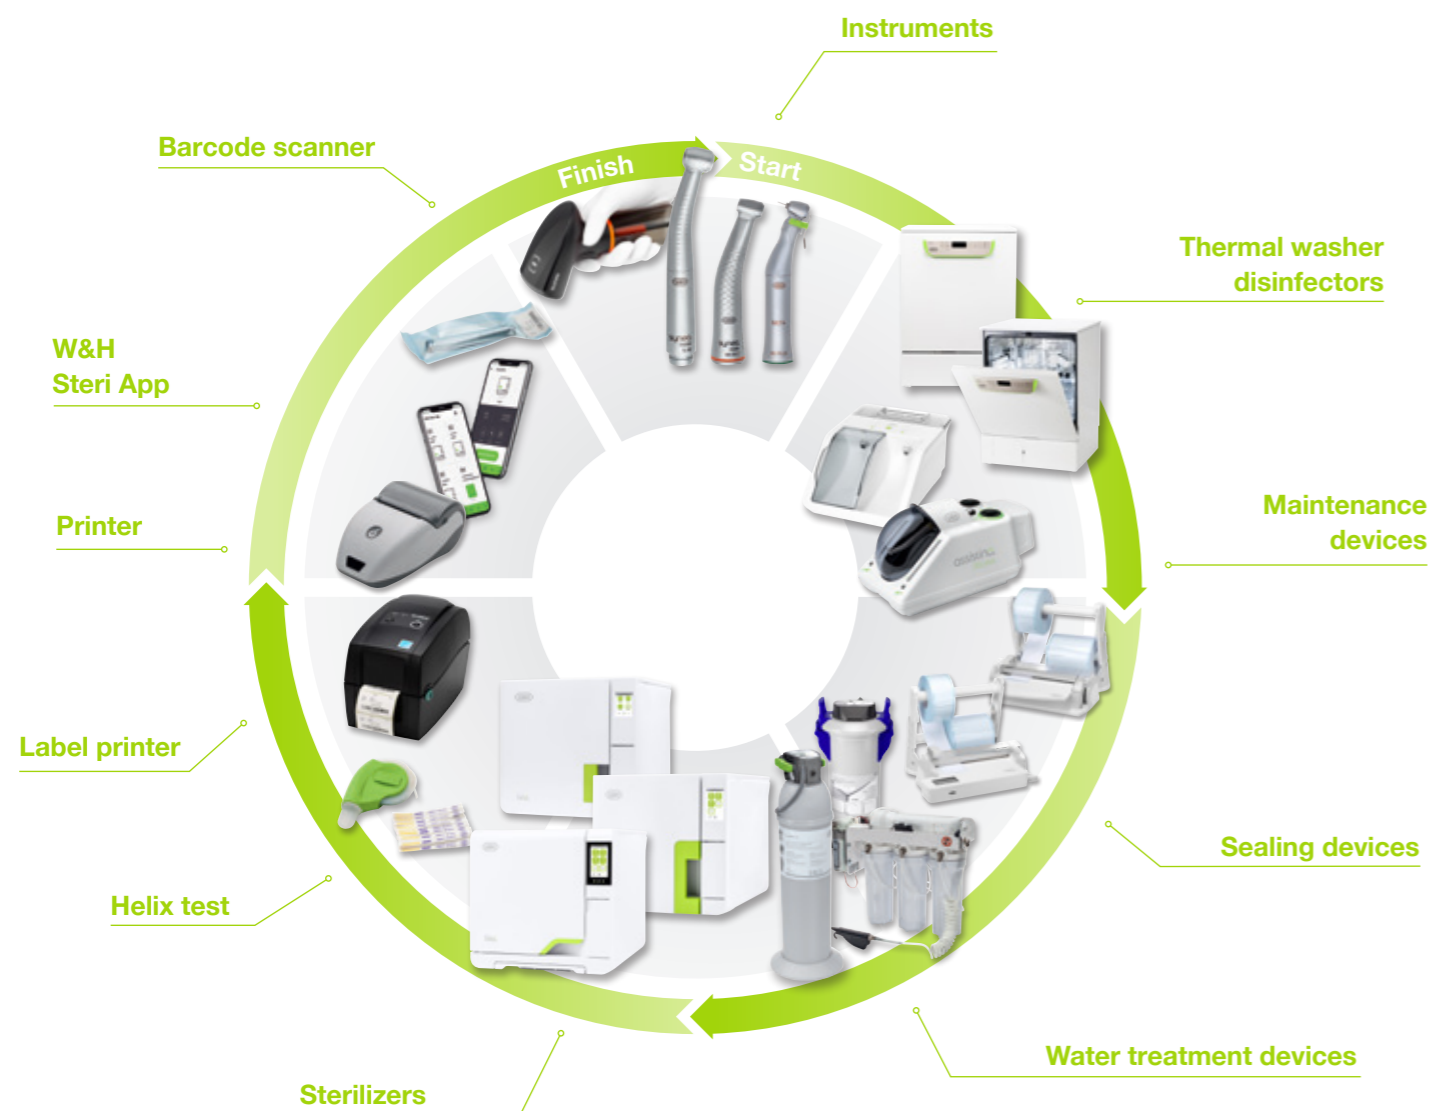 Instruments
Barcode scanner
Finish
Start
Thermal washer
disinfectors
W&H
Steri App
Maintenance
devices
Printer
assistina
Label printer
Sealing devices
Helix test
Water treatment devices
Sterilizers